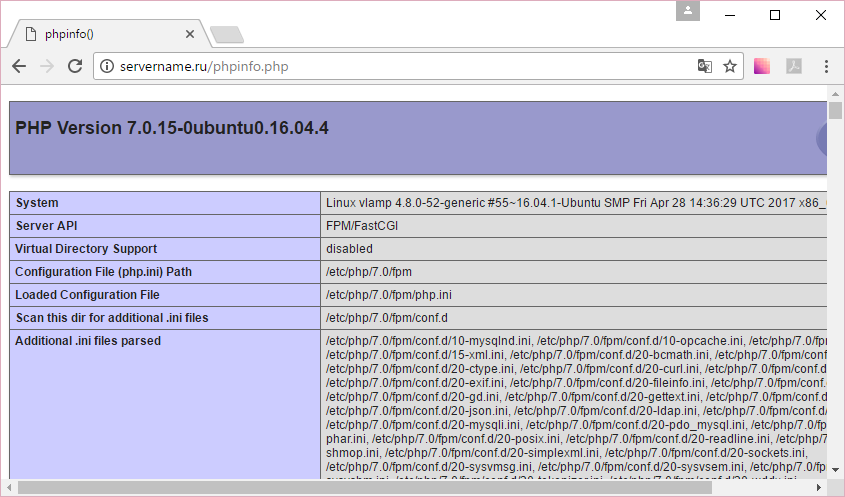 phpinfo()
servername.ru/phpinfo.php
PHP Version 7.0.15-0ubuntu0.16.04.4
System Linux vlamp 4.8.0-52-generic #55~16.04.1-Ubuntu SMP Fri Apr 28 14:36:29 UTC 2017 x86_
Server API FPM/FastCGI
Virtual Directory Support disabled
Configuration File (php.ini) Path /etc/php/7.0/fpm
Loaded Configuration File /etc/php/7.0/fpm/php.ini
Scan this dir for additional .ini files /etc/php/7.0/fpm/conf.d
Additional .ini files parsed /etc/php/7.0/fpm/conf.d/10-mysqlnd.ini, /etc/php/7.0/fpm/conf.d/10-opcache.ini, /etc/php/7.0/fpm
/etc/php/7.0/fpm/conf.d/15-xml.ini, /etc/php/7.0/fpm/conf.d/20-bcmath.ini, /etc/php/7.0/fpm/conf
/etc/php/7.0/fpm/conf.d/20-ctype.ini, /etc/php/7.0/fpm/conf.d/20-curl.ini, /etc/php/7.0/fpm/conf.d
/etc/php/7.0/fpm/conf.d/20-exif.ini, /etc/php/7.0/fpm/conf.d/20-fileinfo.ini, /etc/php/7.0/fpm/conf.
/etc/php/7.0/fpm/conf.d/20-gd.ini, /etc/php/7.0/fpm/conf.d/20-gettext.ini, /etc/php/7.0/fpm/conf.d
/etc/php/7.0/fpm/conf.d/20-json.ini, /etc/php/7.0/fpm/conf.d/20-ldap.ini, /etc/php/7.0/fpm/conf.d/
/etc/php/7.0/fpm/conf.d/20-mysqli.ini, /etc/php/7.0/fpm/conf.d/20-pdo_mysql.ini, /etc/php/7.0/fp
phar.ini, /etc/php/7.0/fpm/conf.d/20-posix.ini, /etc/php/7.0/fpm/conf.d/20-readline.ini, /etc/php/7.
shmop.ini, /etc/php/7.0/fpm/conf.d/20-simplexml.ini, /etc/php/7.0/fpm/conf.d/20-sockets.ini,
/etc/php/7.0/fpm/conf.d/20-sysvmsg.ini, /etc/php/7.0/fpm/conf.d/20-sysvsem.ini, /etc/php/7.0/fp